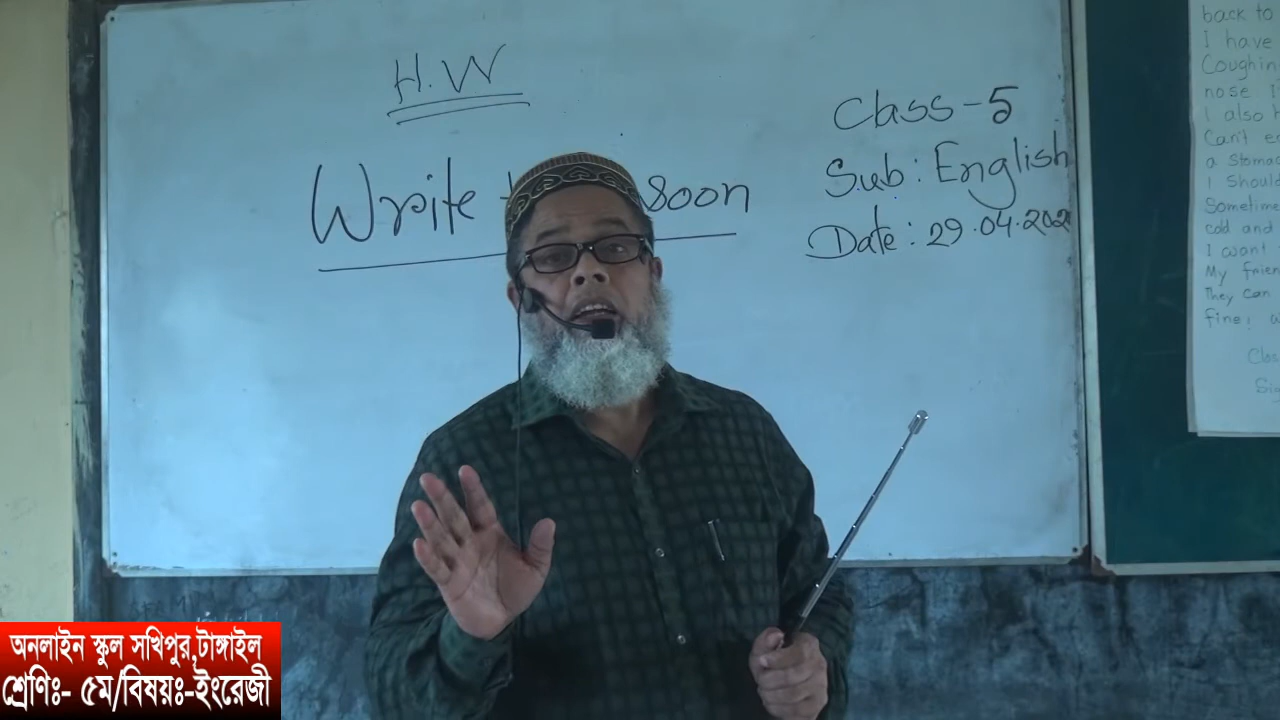 H.W
Write soon
Class-5
Sub: English
Date: 29.04.202
back to
I have
Coughin
nose
I also
Can't
a Stomac
I Should
Sometime
cold and
I want
My frien
They can
fine!
অনলাইন স্কুল সখিপুর,টাঙ্গাইল
শ্রেণিঃ- ৫ম/বিষয়ঃ-ইংরেজী